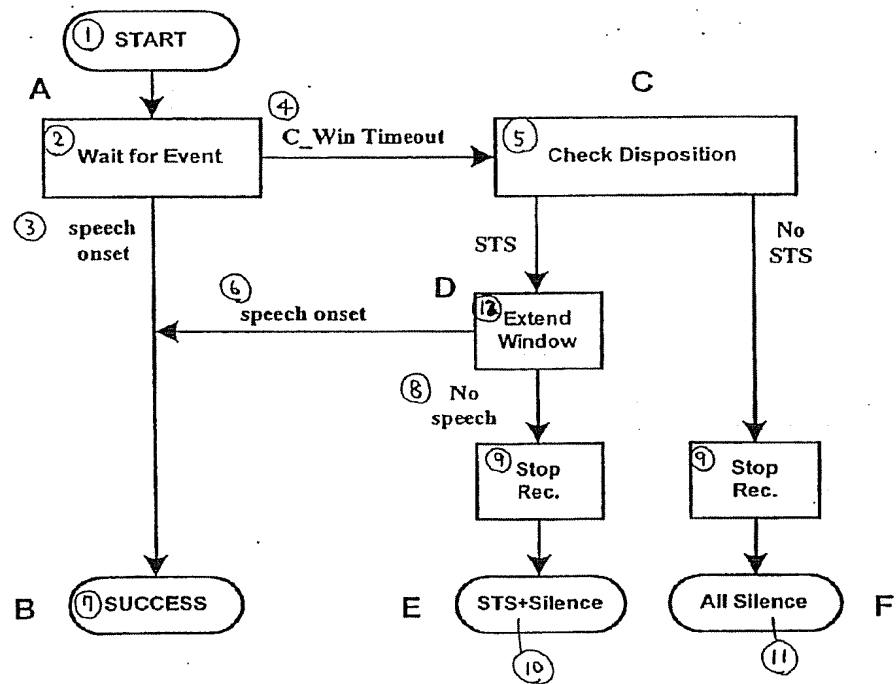 1 START
A
C
4
2 Wait for Event
C_Win Timeout
5 Check Disposition
3 speech
onset
STS
No
STS
6
D
speech onset
Extend
Window
8 No
speech
9 Stop
Rec.
9 Stop
Rec.
B
7 SUCCESS
E
STS+Silence
All Silence
F
10
11